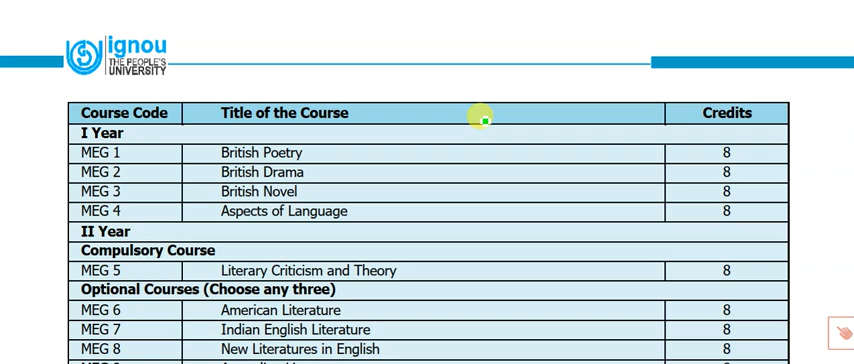 ignou
THE PEOPLE'S
UNIVERSITY
Course Code Title of the Course Credits
I Year
MEG 1 British Poetry 8
MEG 2 British Drama 8
MEG 3 British Novel 8
MEG 4 Aspects of Language 8
II Year
Compulsory Course
MEG 5 Literary Criticism and Theory 8
Optional Courses (Choose any three)
MEG 6 American Literature 8
MEG 7 Indian English Literature 8
MEG 8 New Literatures in English 8